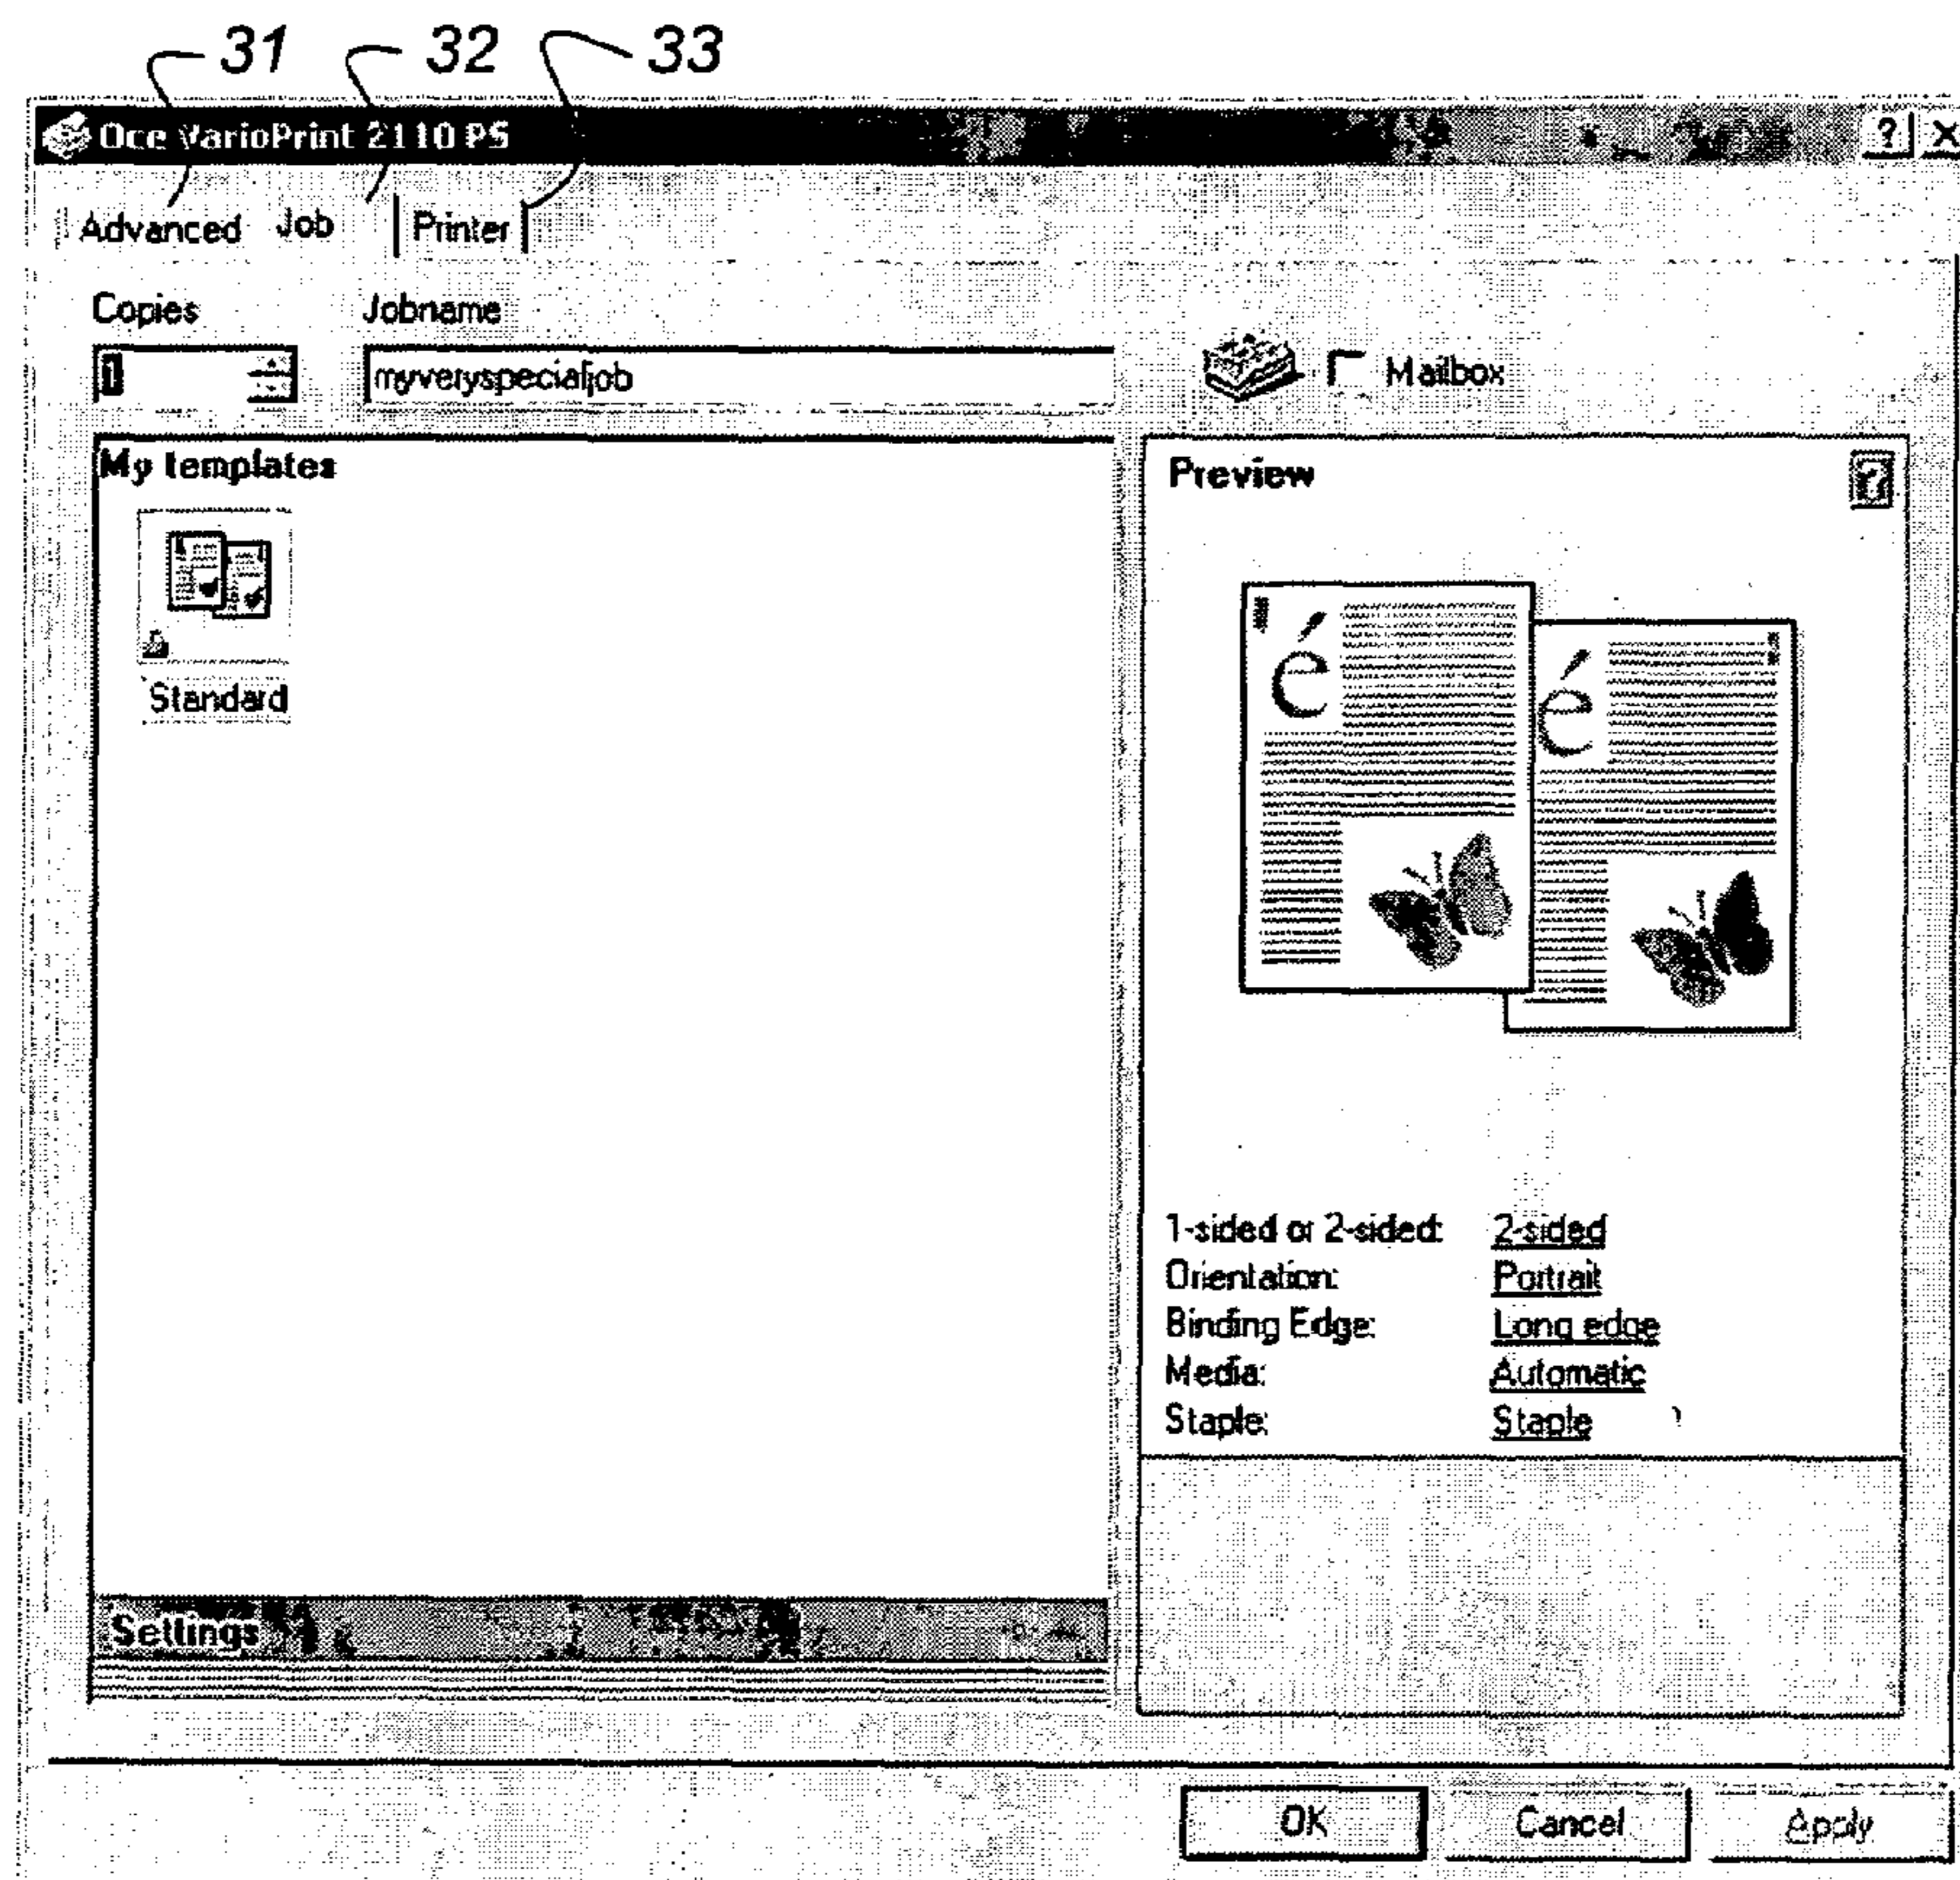 31 32 33
Oce VarioPrint 2110 PS ? X
Advanced Job Printer
Copies Jobname
1 myveryspecialjob Mailbox
My templates
Standard
Preview ?
é é
1-sided or 2-sided: 2-sided
Orientation: Portrait
Binding Edge: Long edge
Media: Automatic
Staple: Staple
Settings
OK Cancel Apply